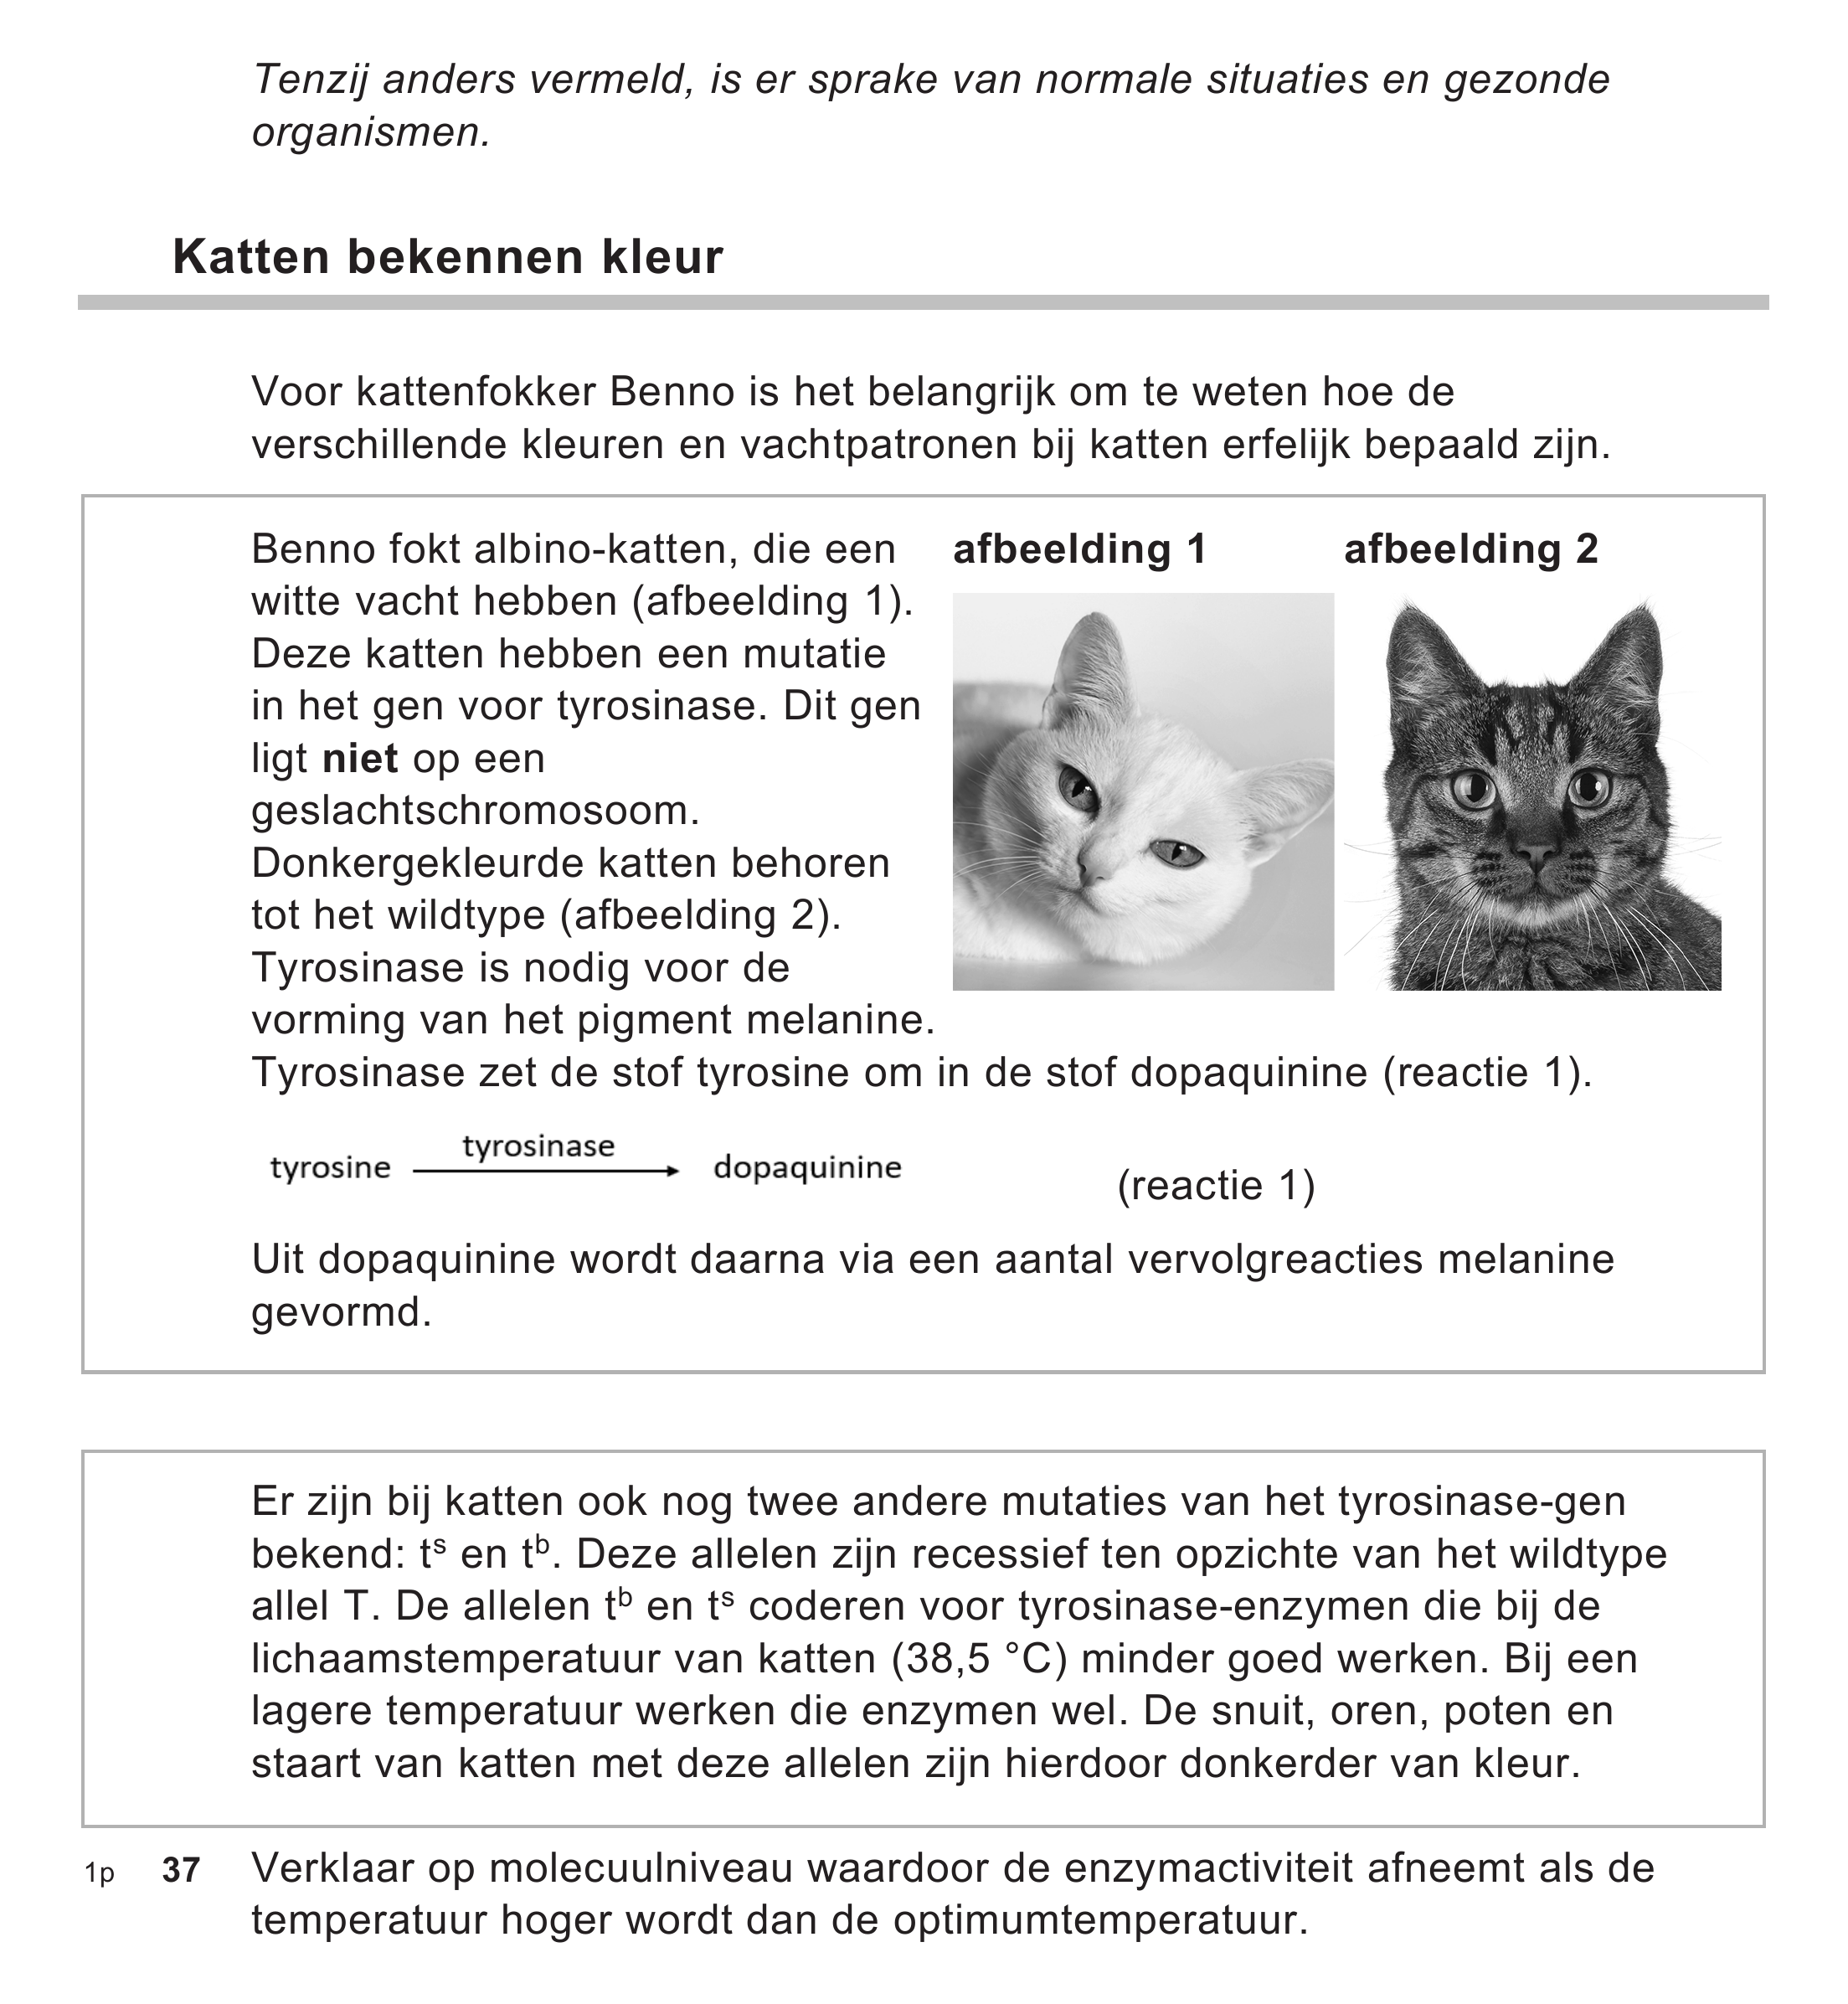 Tenzij anders vermeld, is er sprake van normale situaties en gezonde
organismen.
Katten bekennen kleur
Voor kattenfokker Benno is het belangrijk om te weten hoe de
verschillende kleuren en vachtpatronen bij katten erfelijk bepaald zijn.
Benno fokt albino-katten, die een
witte vacht hebben (afbeelding 1).
Deze katten hebben een mutatie
in het gen voor tyrosinase. Dit gen
ligt niet op een
geslachtschromosoom.
Donkergekleurde katten behoren
tot het wildtype (afbeelding 2).
Tyrosinase is nodig voor de
vorming van het pigment melanine.
afbeelding 1
afbeelding 2
Tyrosinase zet de stof tyrosine om in de stof dopaquinine (reactie 1).
tyrosinase
tyrosine dopaquinine
(reactie 1)
Uit dopaquinine wordt daarna via een aantal vervolgreacties melanine
gevormd.
Er zijn bij katten ook nog twee andere mutaties van het tyrosinase-gen
bekend: tˢ en tᵇ. Deze allelen zijn recessief ten opzichte van het wildtype
allel T. De allelen tᵇ en tˢ coderen voor tyrosinase-enzymen die bij de
lichaamstemperatuur van katten (38,5 °C) minder goed werken. Bij een
lagere temperatuur werken die enzymen wel. De snuit, oren, poten en
staart van katten met deze allelen zijn hierdoor donkerder van kleur.
1p 37 Verklaar op molecuulniveau waardoor de enzymactiviteit afneemt als de
temperatuur hoger wordt dan de optimumtemperatuur.